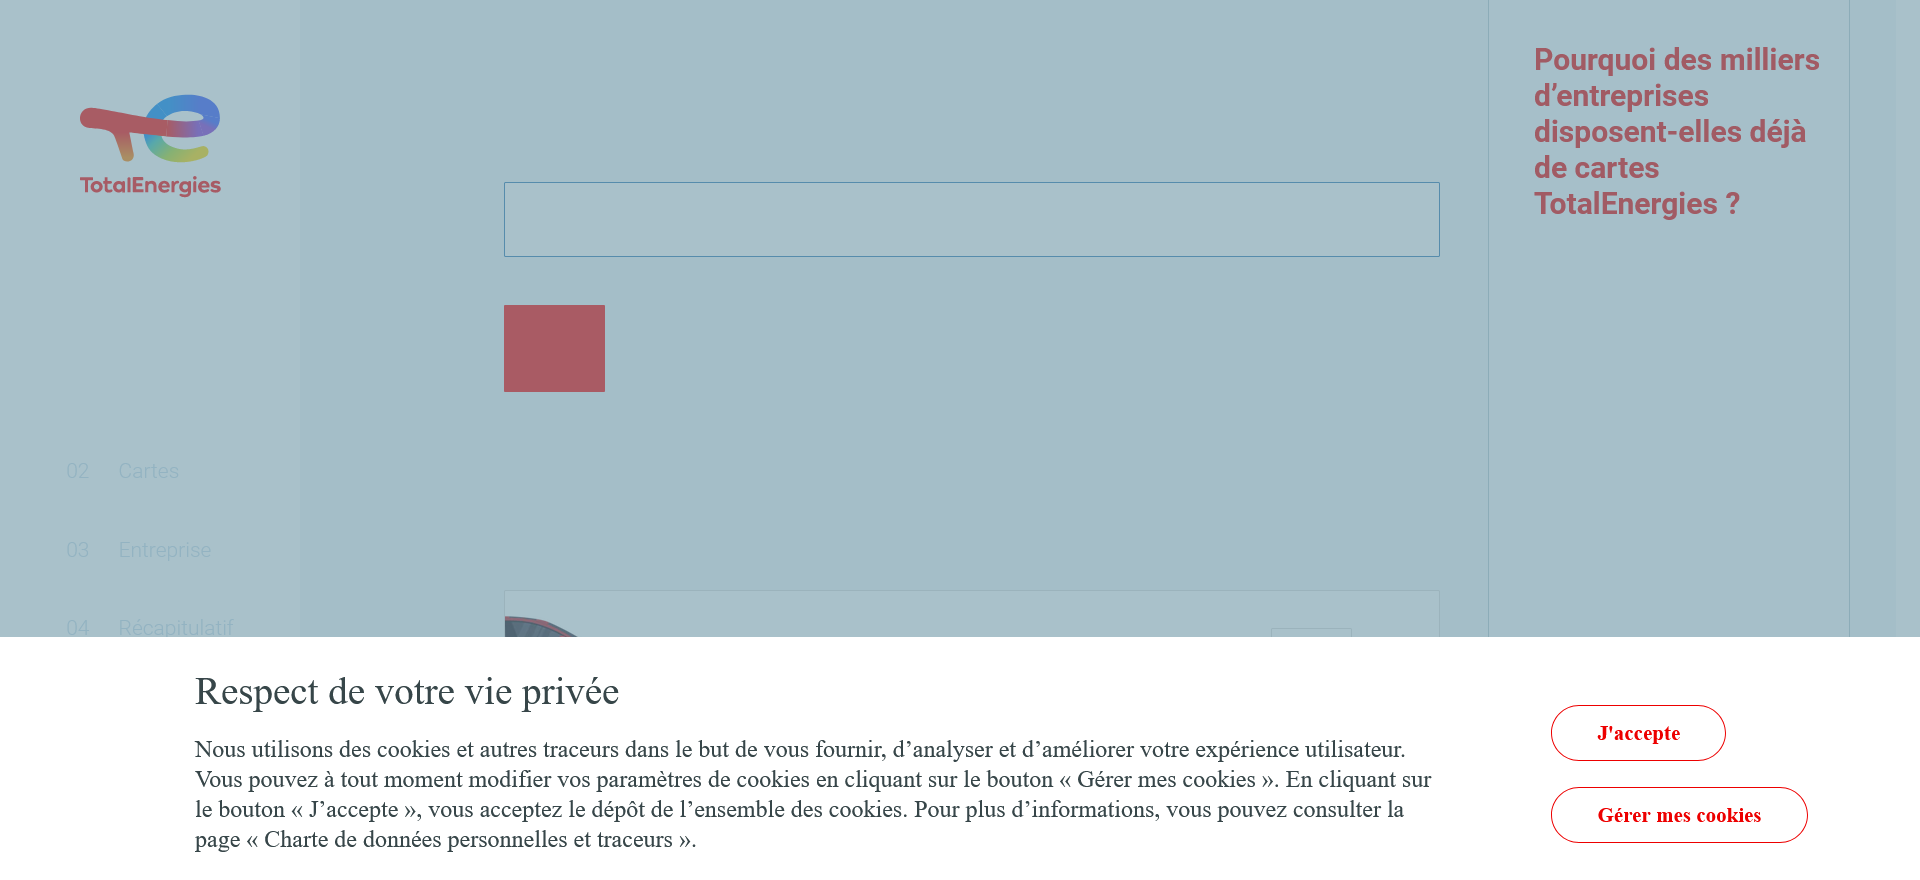 TotalEnergies
02 Cartes
03 Entreprise
04 Récapitulatif
Pourquoi des milliers
d’entreprises
disposent-elles déjà
de cartes
TotalEnergies ?
Respect de votre vie privée
Nous utilisons des cookies et autres traceurs dans le but de vous fournir, d’analyser et d’améliorer votre expérience utilisateur.
Vous pouvez à tout moment modifier vos paramètres de cookies en cliquant sur le bouton « Gérer mes cookies ». En cliquant sur
le bouton « J’accepte », vous acceptez le dépôt de l’ensemble des cookies. Pour plus d’informations, vous pouvez consulter la
page « Charte de données personnelles et traceurs ».
J'accepte
Gérer mes cookies